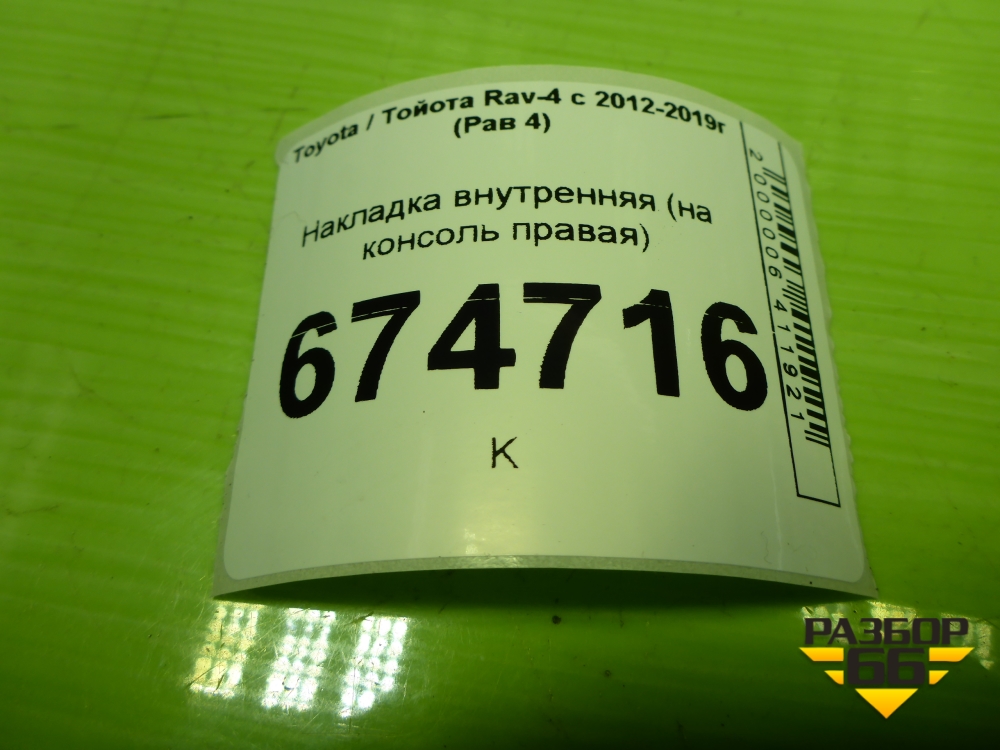 Toyota / Тойота Rav-4 с 2012-2019г
(Рав 4)
Накладка внутренняя (на
консоль правая)
674716
К
2000006411921
РАЗБОР
66